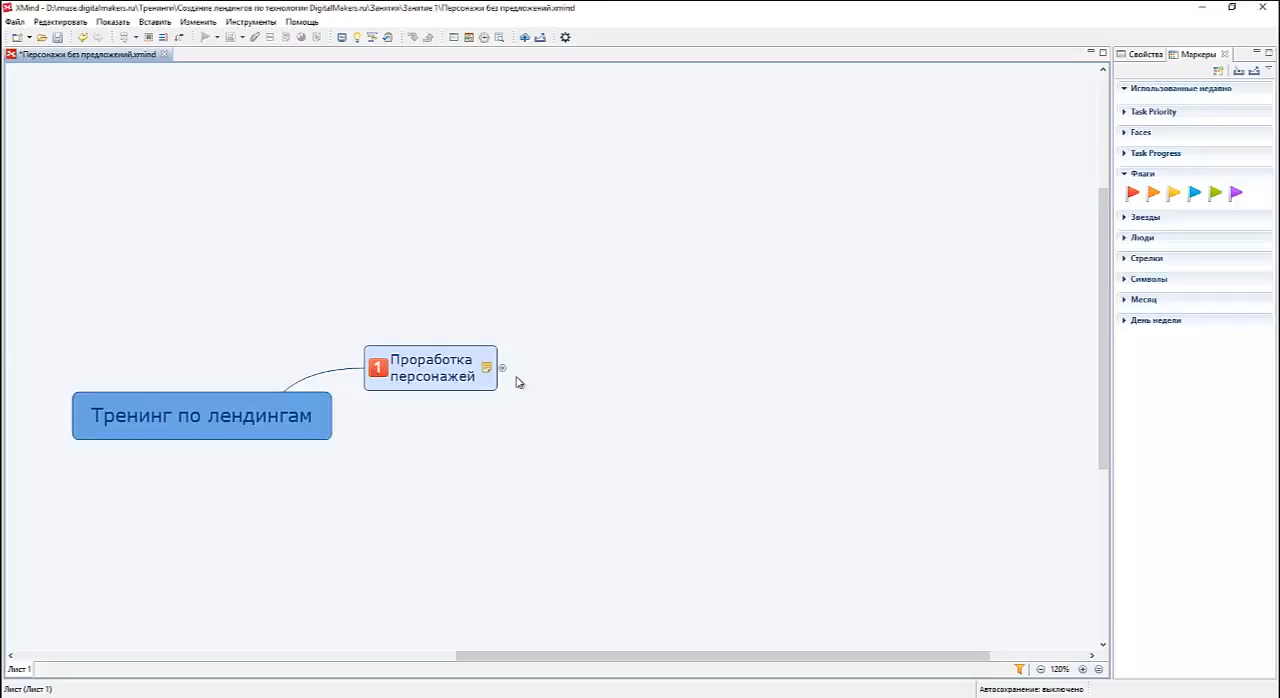 XMind - D:\muse.digitalmakers.ru\Тренинги\Создание лендингов по технологии DigitalMakers.ru\Занятия\Занятие 1\Персонажи без предложений.xmind
Файл Редактировать Показать Вставить Изменить Инструменты Помощь
*Персонажи без предложений.xmind
Свойства Маркеры
Использованные недавно
Task Priority
Faces
Task Progress
Флаги
Звезды
Люди
Стрелки
Символы
Месяц
День недели
1 Проработка
персонажей
Тренинг по лендингам
Лист 1
120%
Лист (Лист 1)
Автосохранение: выключено